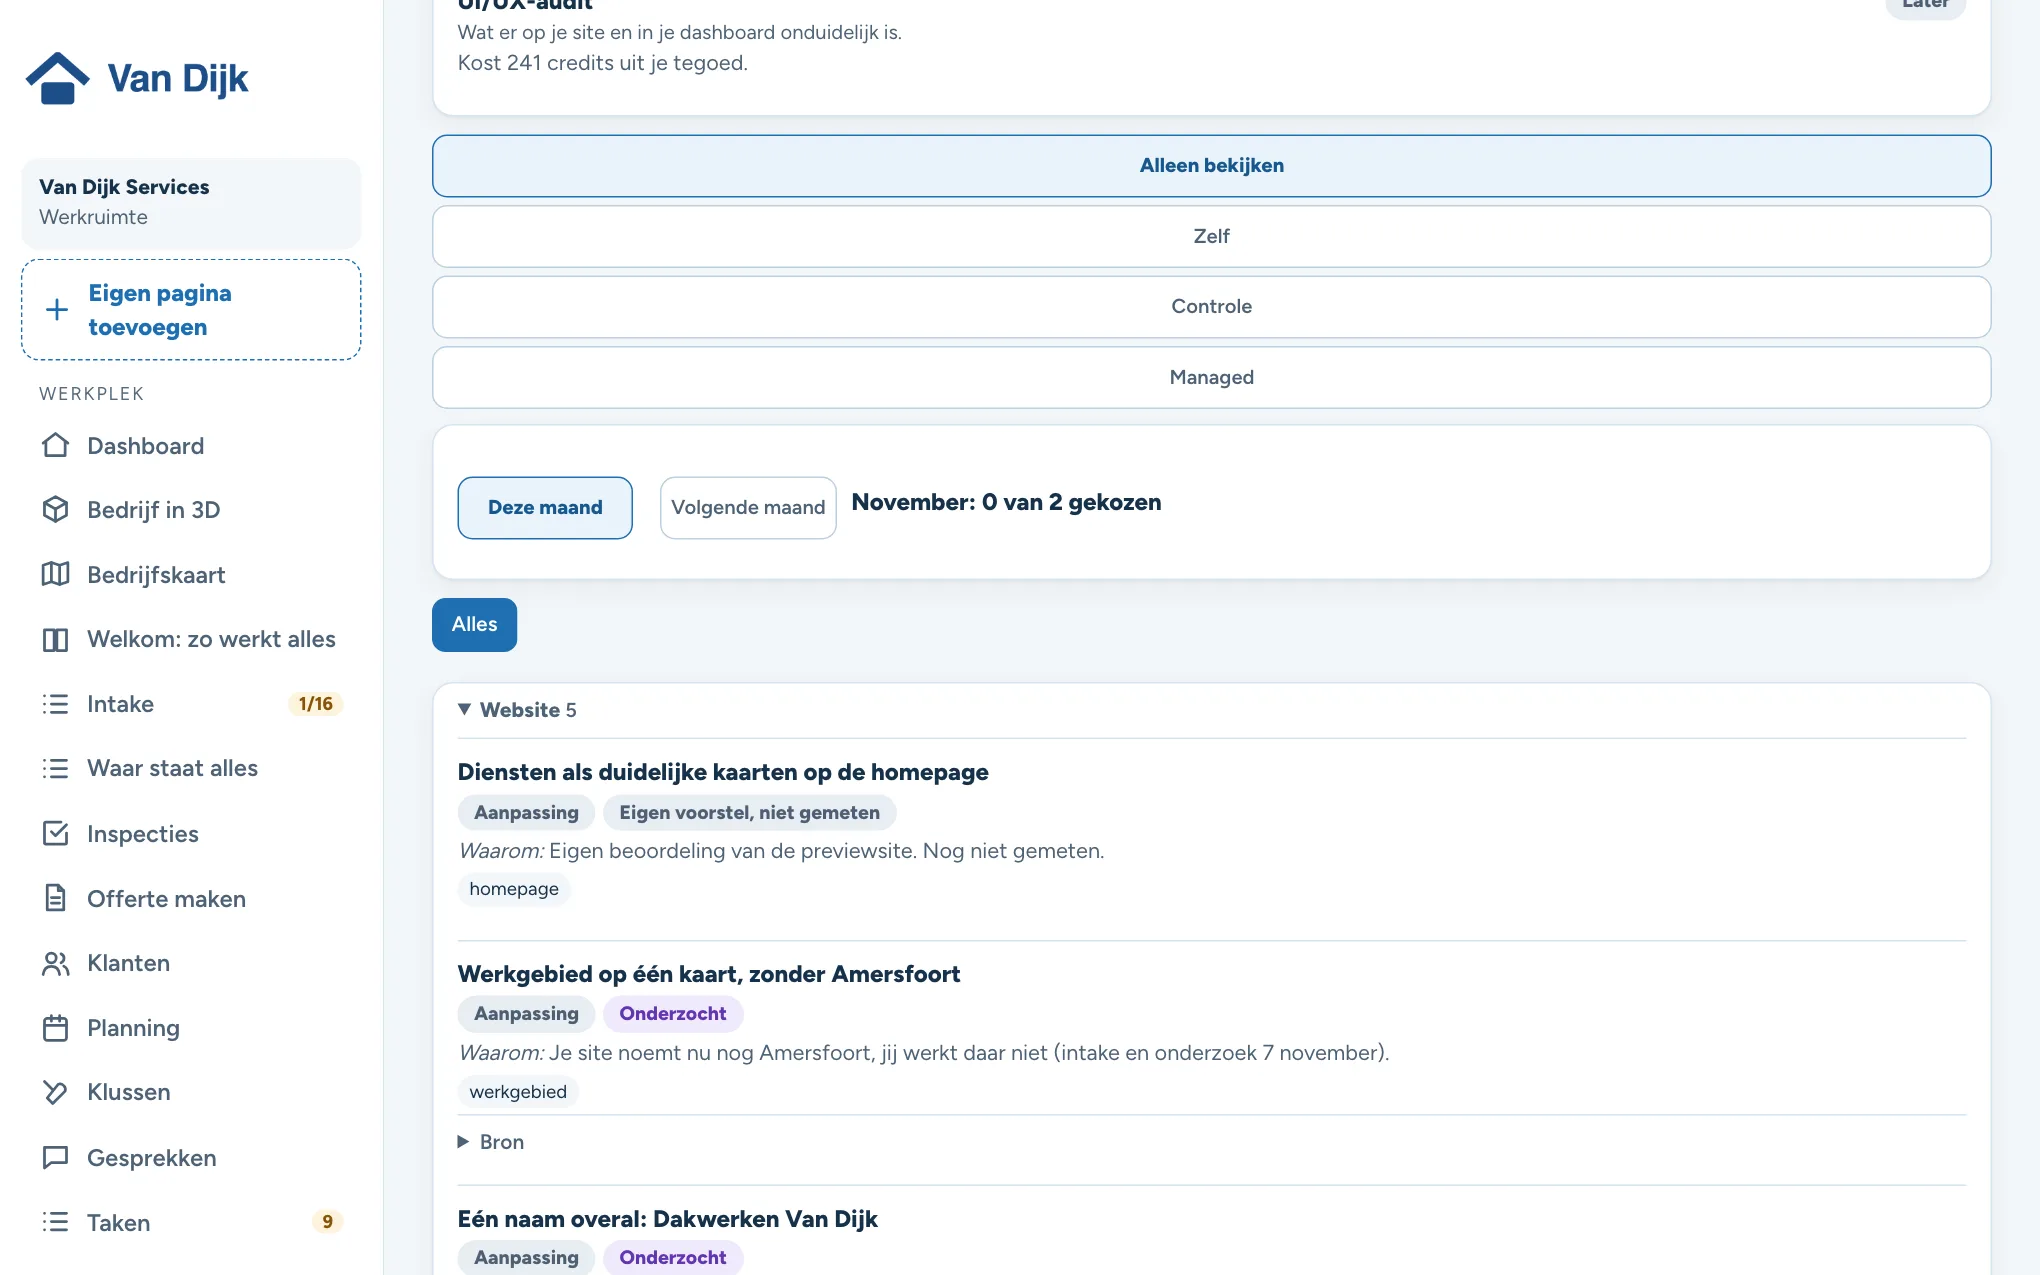 Van Dijk
Van Dijk Services
Werkruimte
Eigen pagina
toevoegen
WERKPLEK
Dashboard
Bedrijf in 3D
Bedrijfskaart
Welkom: zo werkt alles
Intake 1/16
Waar staat alles
Inspecties
Offerte maken
Klanten
Planning
Klussen
Gesprekken
Taken 9
UI/UX-audit
Later
Wat er op je site en in je dashboard onduidelijk is.
Kost 241 credits uit je tegoed.
Alleen bekijken
Zelf
Controle
Managed
Deze maand Volgende maand November: 0 van 2 gekozen
Alles
Website 5
Diensten als duidelijke kaarten op de homepage
Aanpassing Eigen voorstel, niet gemeten
Waarom: Eigen beoordeling van de previewsite. Nog niet gemeten.
homepage
Werkgebied op één kaart, zonder Amersfoort
Aanpassing Onderzocht
Waarom: Je site noemt nu nog Amersfoort, jij werkt daar niet (intake en onderzoek 7 november).
werkgebied
Bron
Eén naam overal: Dakwerken Van Dijk
Aanpassing Onderzocht